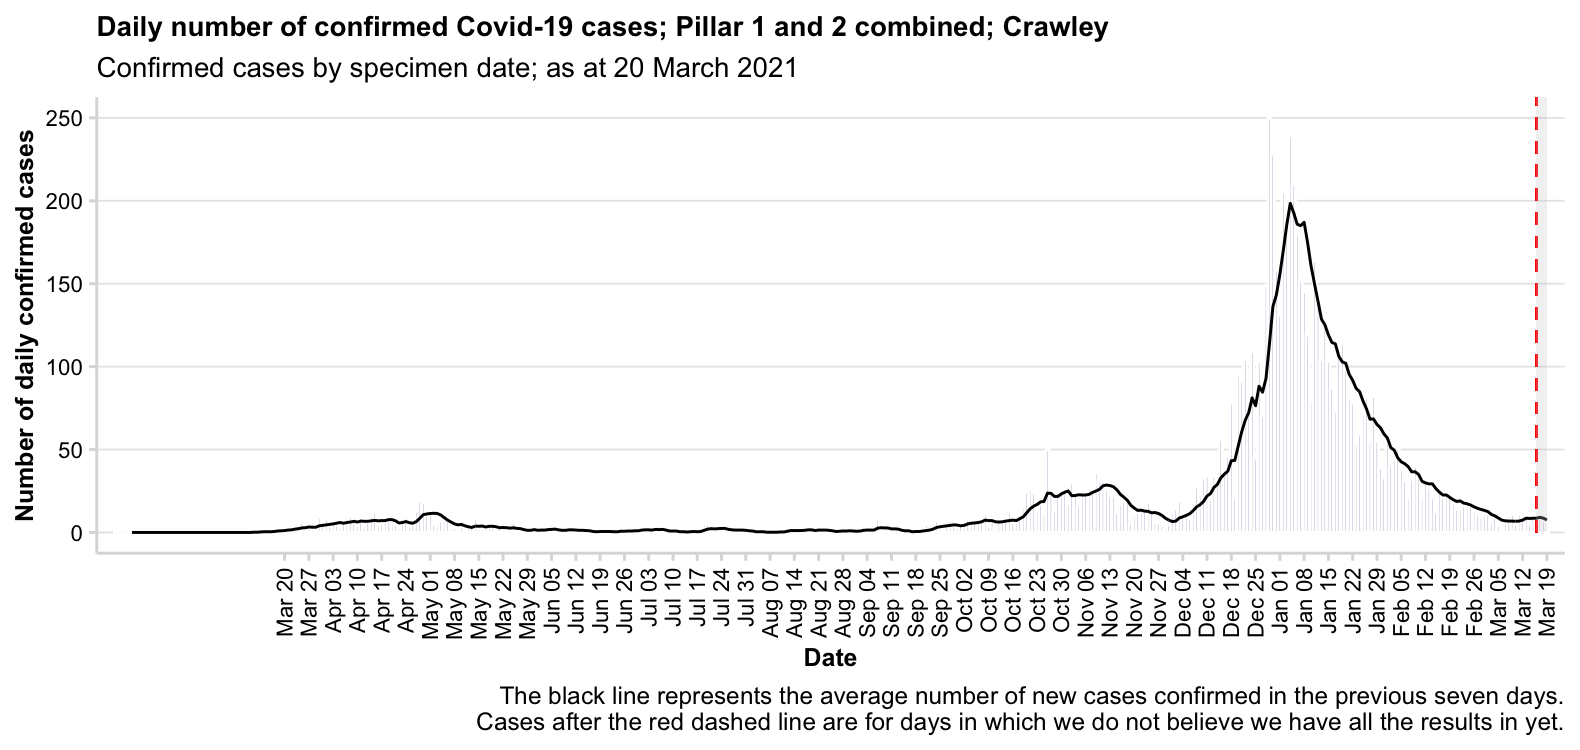 Daily number of confirmed Covid-19 cases; Pillar 1 and 2 combined; Crawley
Confirmed cases by specimen date; as at 20 March 2021
Number of daily confirmed cases
250
200
150
100
50
0
Mar 20
Mar 27
Apr 03
Apr 10
Apr 17
Apr 24
May 01
May 08
May 15
May 22
May 29
Jun 05
Jun 12
Jun 19
Jun 26
Jul 03
Jul 10
Jul 17
Jul 24
Jul 31
Aug 07
Aug 14
Aug 21
Aug 28
Sep 04
Sep 11
Sep 18
Sep 25
Oct 02
Oct 09
Oct 16
Oct 23
Oct 30
Nov 06
Nov 13
Nov 20
Nov 27
Dec 04
Dec 11
Dec 18
Dec 25
Jan 01
Jan 08
Jan 15
Jan 22
Jan 29
Feb 05
Feb 12
Feb 19
Feb 26
Mar 05
Mar 12
Mar 19
Date
The black line represents the average number of new cases confirmed in the previous seven days.
Cases after the red dashed line are for days in which we do not believe we have all the results in yet.